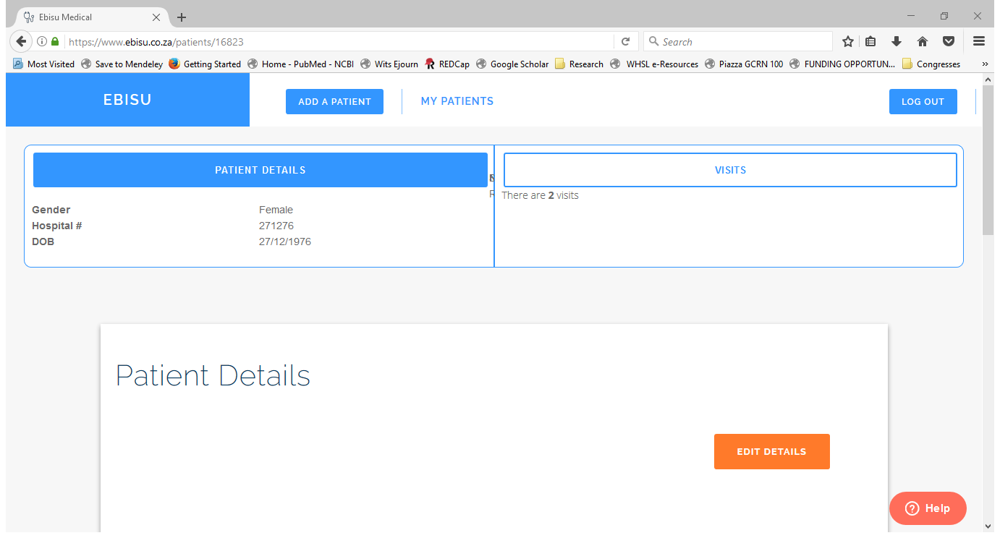 Ebisu Medical
https://www.ebisu.co.za/patients/16823
Search
Most Visited Save to Mendeley Getting Started Home - PubMed - NCBI Wits Ejourn REDCap Google Scholar Research WHSL e-Resources Piazza GCRN 100 FUNDING OPPORTUN... Congresses
EBISU ADD A PATIENT MY PATIENTS LOG OUT
PATIENT DETAILS
Gender Female
Hospital # 271276
DOB 27/12/1976
VISITS
There are 2 visits
Patient Details
EDIT DETAILS
Help